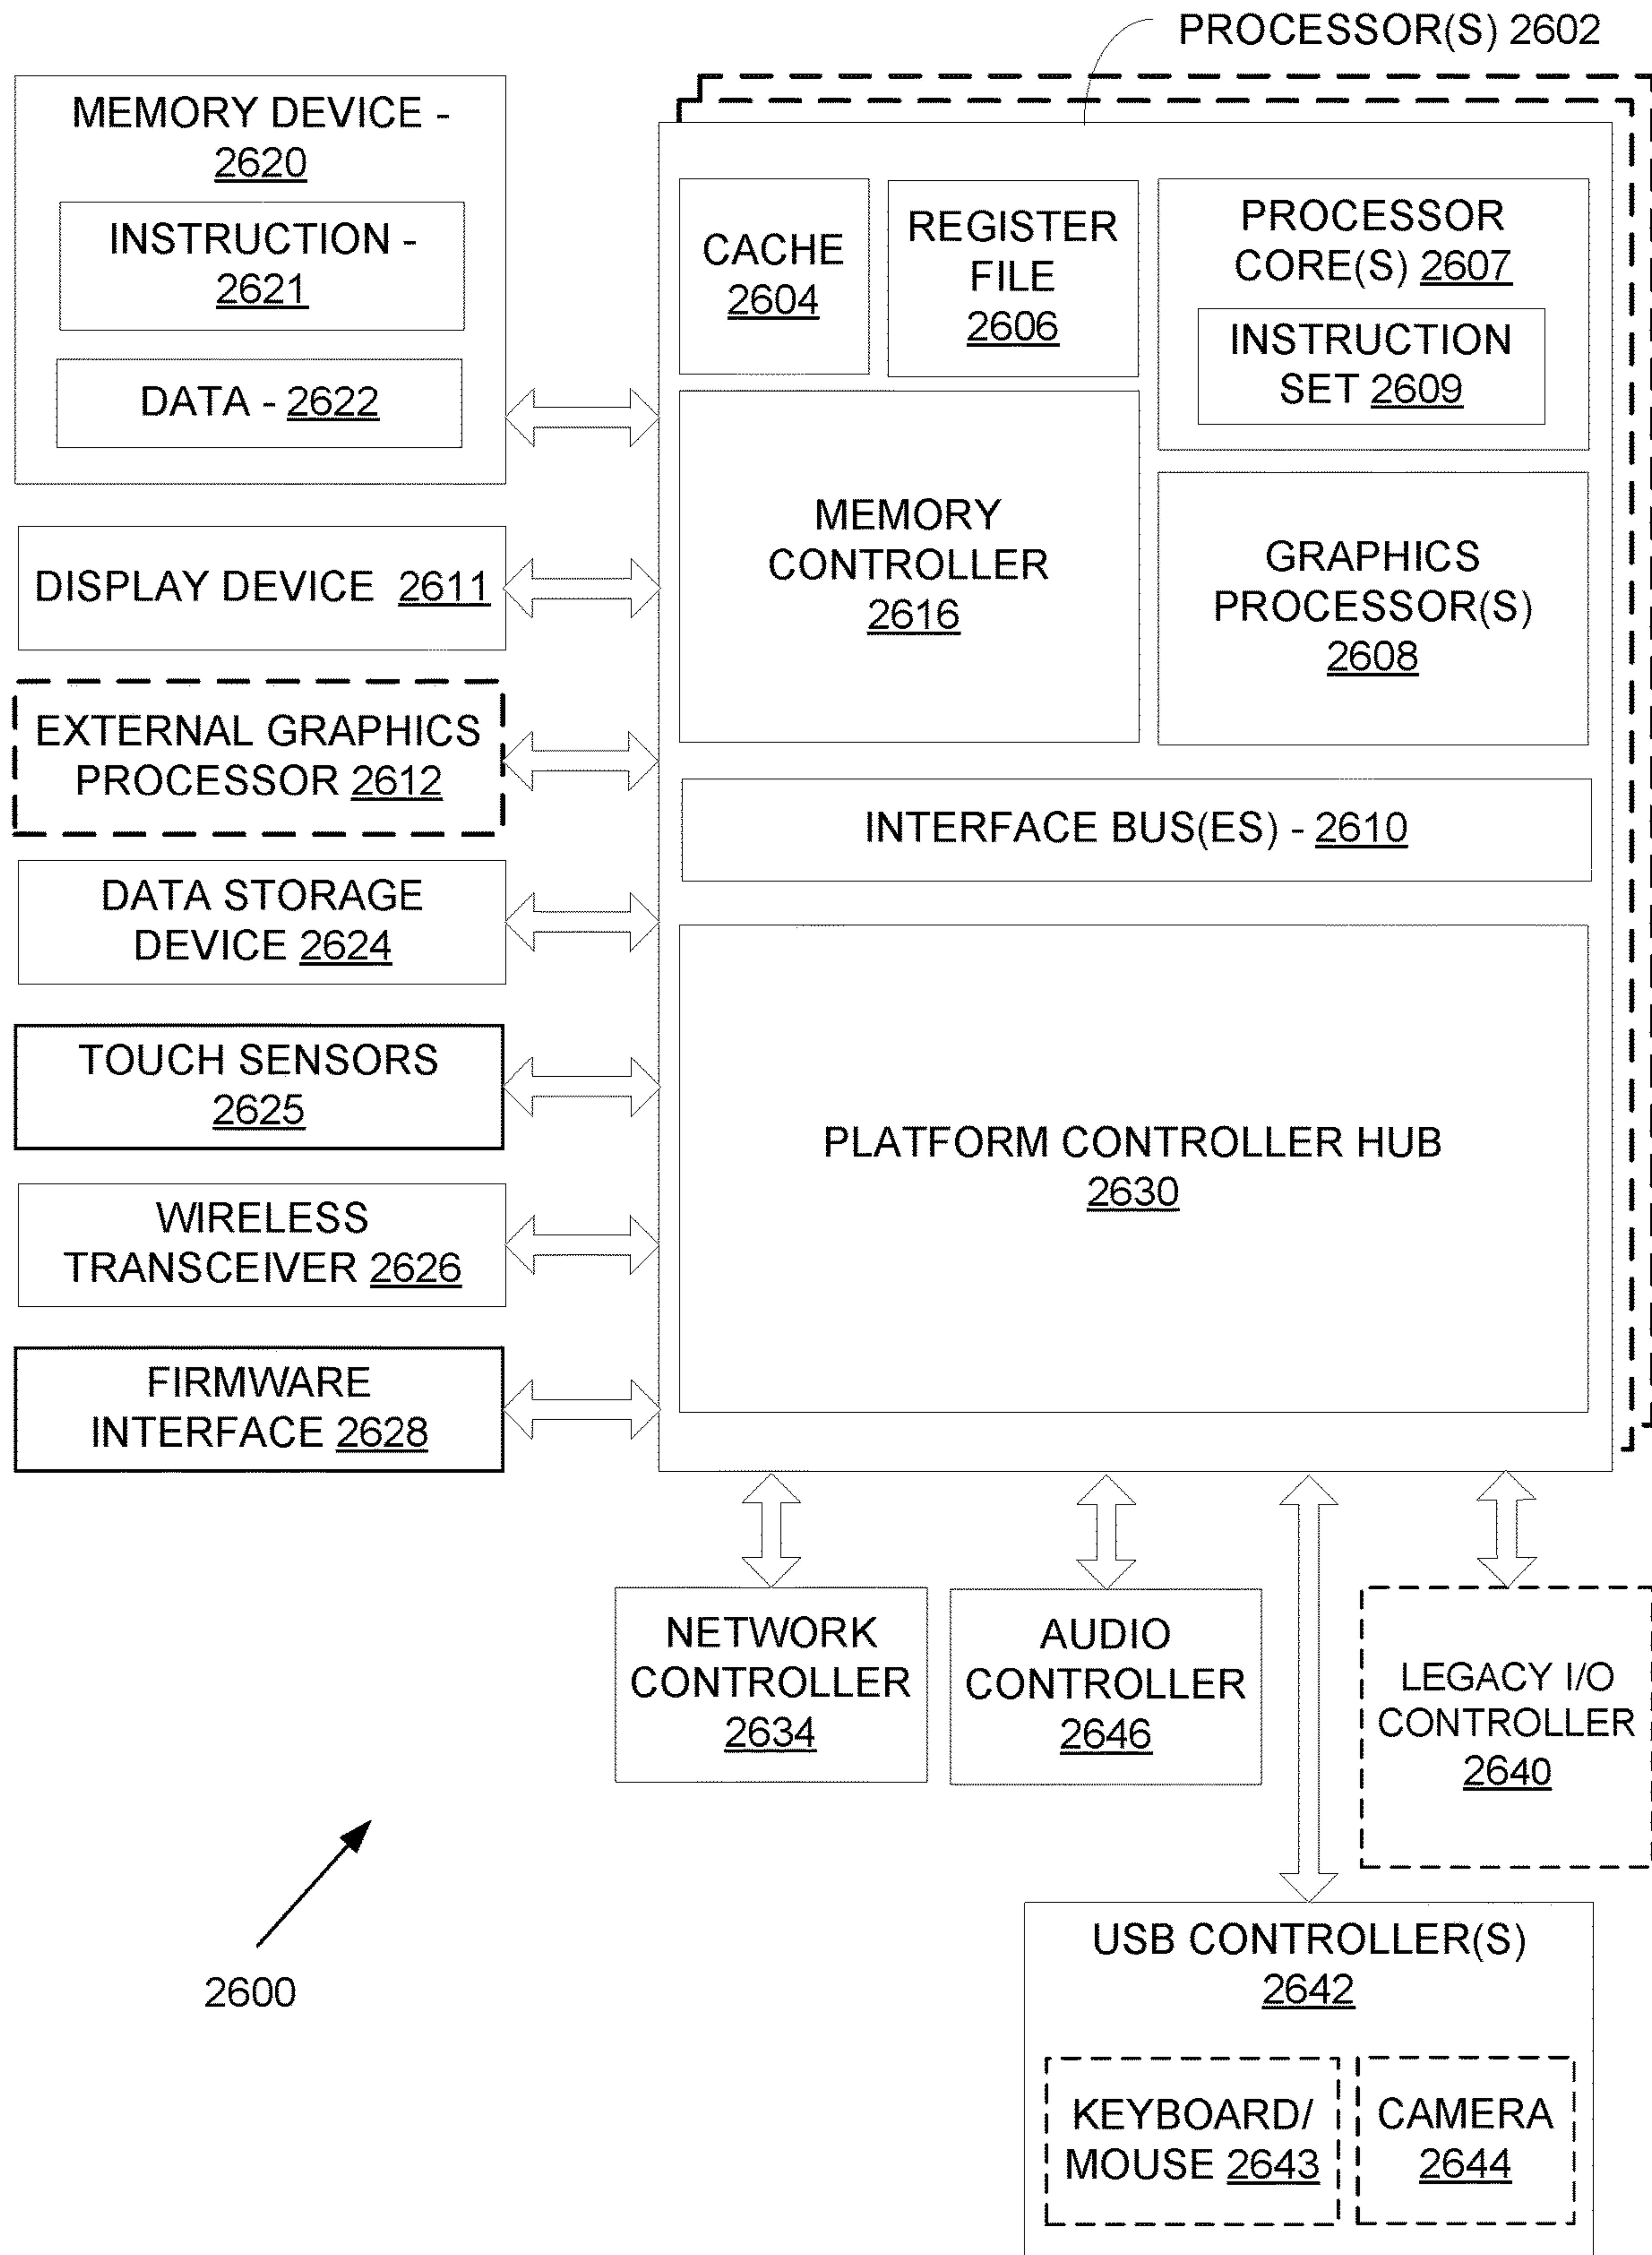 PROCESSOR(S) 2602
MEMORY DEVICE -
2620
INSTRUCTION -
2621
DATA - 2622
DISPLAY DEVICE 2611
EXTERNAL GRAPHICS
PROCESSOR 2612
DATA STORAGE
DEVICE 2624
TOUCH SENSORS
2625
WIRELESS
TRANSCEIVER 2626
FIRMWARE
INTERFACE 2628
CACHE
2604
REGISTER
FILE
2606
PROCESSOR
CORE(S) 2607
INSTRUCTION
SET 2609
MEMORY
CONTROLLER
2616
GRAPHICS
PROCESSOR(S)
2608
INTERFACE BUS(ES) - 2610
PLATFORM CONTROLLER HUB
2630
NETWORK
CONTROLLER
2634
AUDIO
CONTROLLER
2646
LEGACY I/O
CONTROLLER
2640
2600
USB CONTROLLER(S)
2642
KEYBOARD/
MOUSE 2643
CAMERA
2644